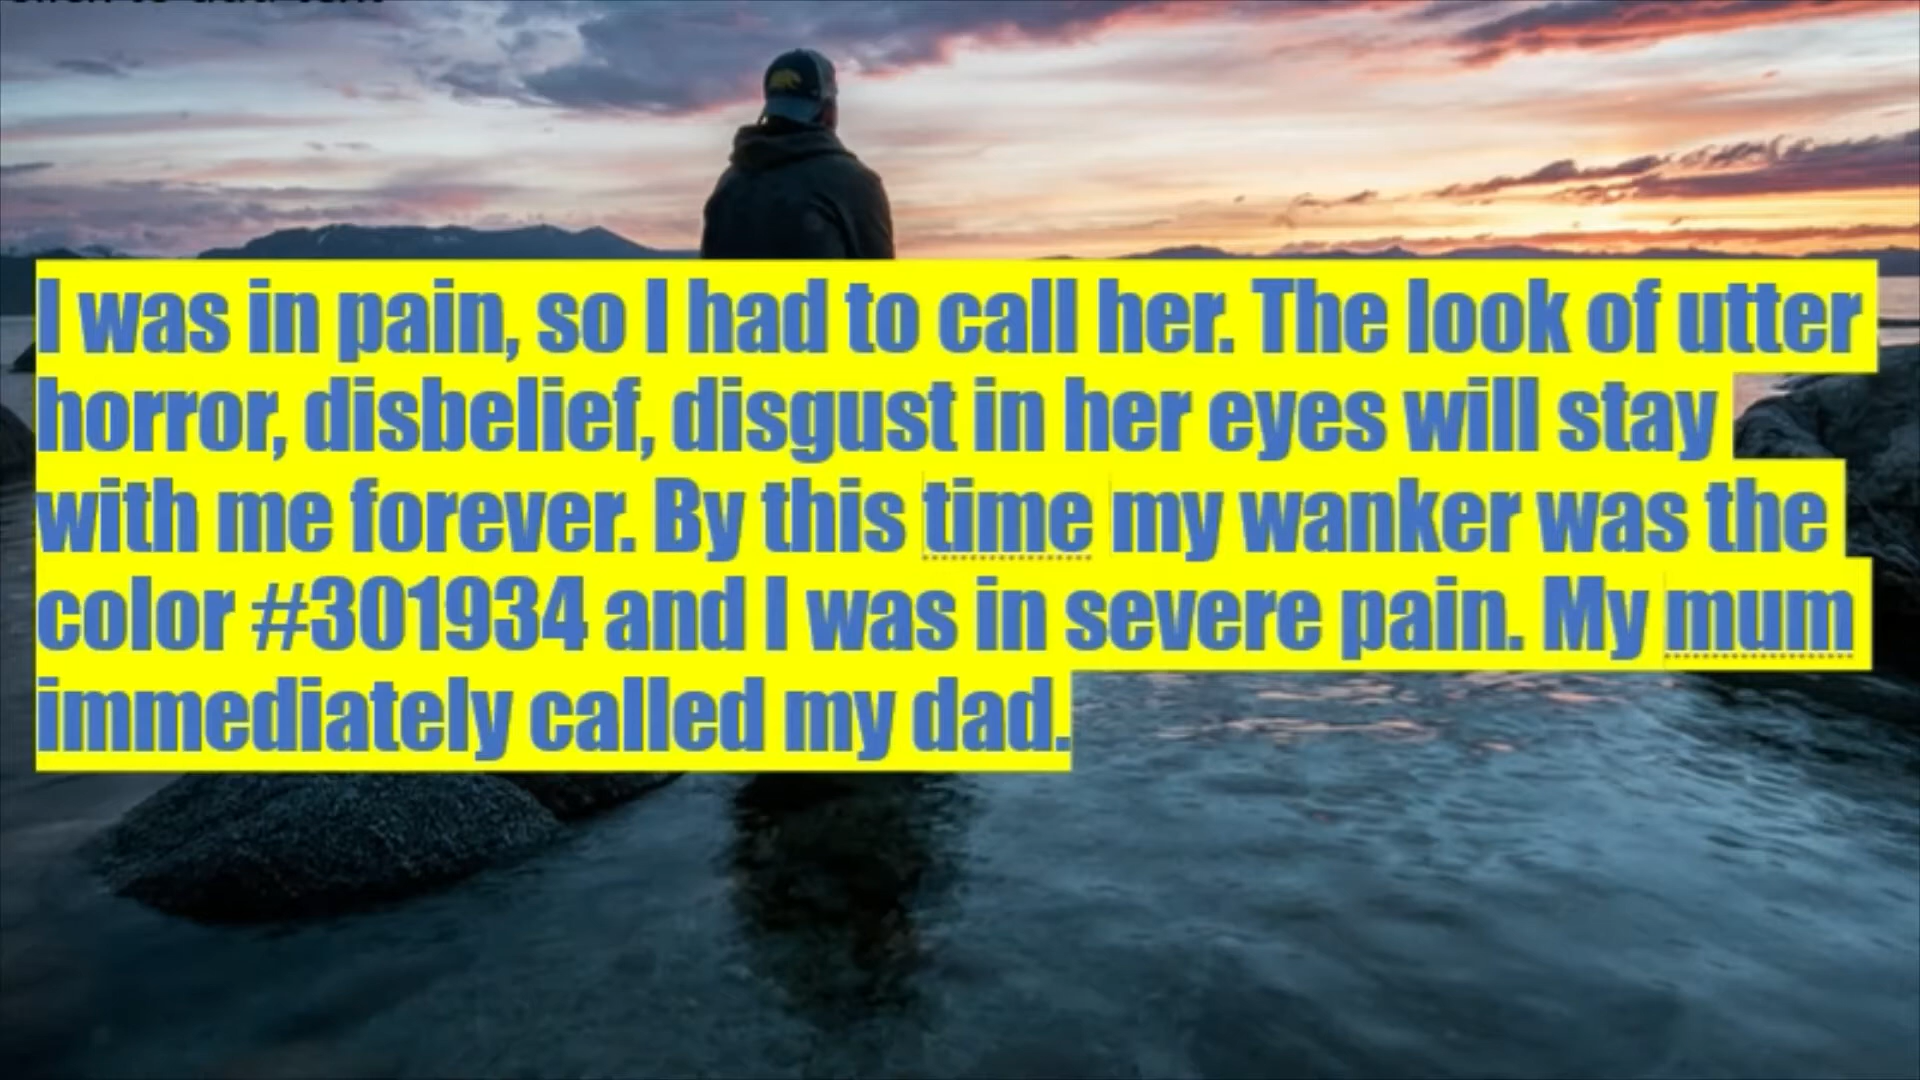 I was in pain, so I had to call her. The look of utter
horror, disbelief, disgust in her eyes will stay
with me forever. By this time my wanker was the
color #301934 and I was in severe pain. My mum
immediately called my dad.